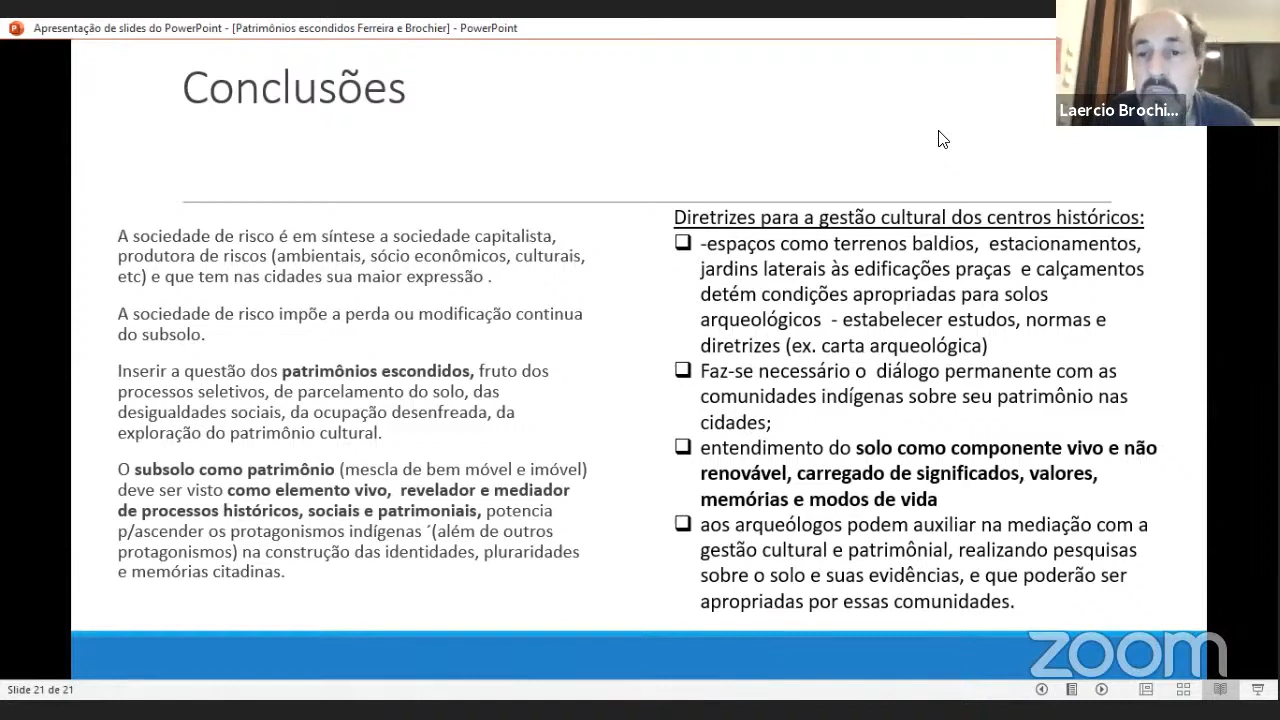 Apresentação de slides do PowerPoint - [Patrimônios escondidos Ferreira e Brochier] - PowerPoint
Laercio Brochi...
Conclusões
A sociedade de risco é em síntese a sociedade capitalista,
produtora de riscos (ambientais, sócio econômicos, culturais,
etc) e que tem nas cidades sua maior expressão .
A sociedade de risco impõe a perda ou modificação continua
do subsolo.
Inserir a questão dos patrimônios escondidos, fruto dos
processos seletivos, de parcelamento do solo, das
desigualdades sociais, da ocupação desenfreada, da
exploração do patrimônio cultural.
O subsolo como patrimônio (mescla de bem móvel e imóvel)
deve ser visto como elemento vivo, revelador e mediador
de processos históricos, sociais e patrimoniais, potencia
p/ascender os protagonismos indígenas ´(além de outros
protagonismos) na construção das identidades, pluraridades
e memórias citadinas.
Diretrizes para a gestão cultural dos centros históricos:
❑ -espaços como terrenos baldios, estacionamentos,
jardins laterais às edificações praças e calçamentos
detém condições apropriadas para solos
arqueológicos - estabelecer estudos, normas e
diretrizes (ex. carta arqueológica)
❑ Faz-se necessário o diálogo permanente com as
comunidades indígenas sobre seu patrimônio nas
cidades;
❑ entendimento do solo como componente vivo e não
renovável, carregado de significados, valores,
memórias e modos de vida
❑ aos arqueólogos podem auxiliar na mediação com a
gestão cultural e patrimônial, realizando pesquisas
sobre o solo e suas evidências, e que poderão ser
apropriadas por essas comunidades.
zoom
Slide 21 de 21